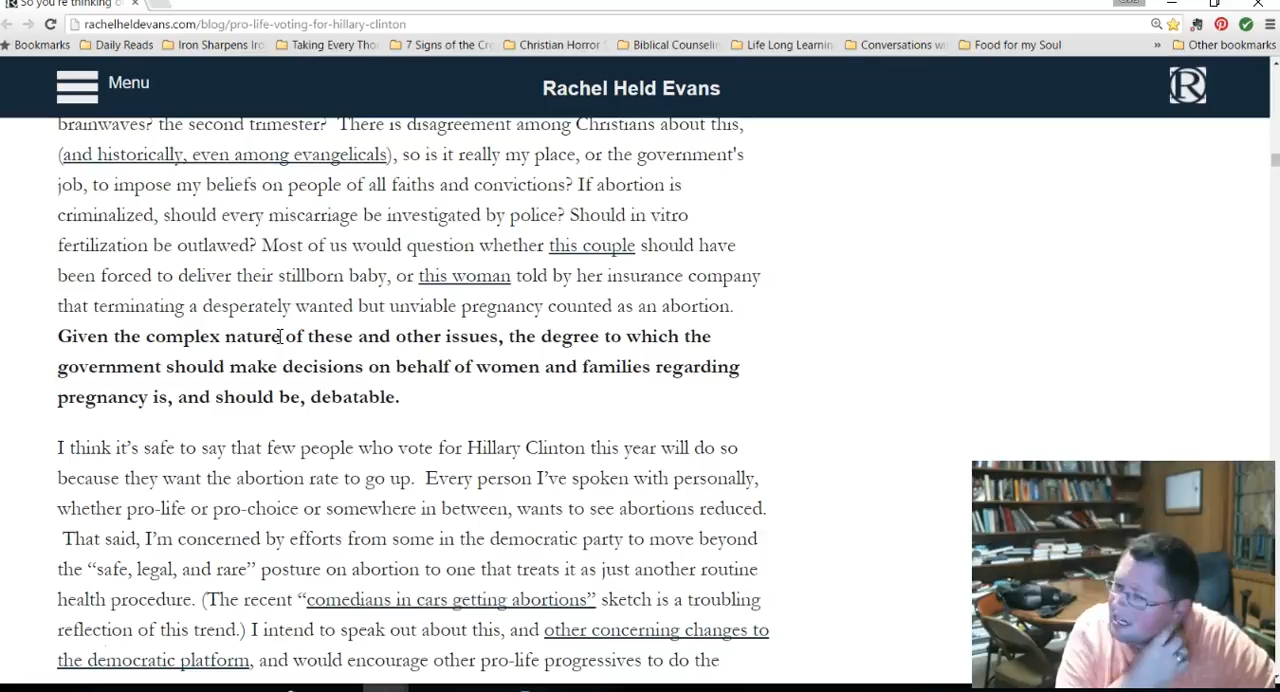 So you're thinking o
rachelheldevans.com/blog/pro-life-voting-for-hillary-clinton
Bookmarks Daily Reads Iron Sharpens Iro Taking Every Tho 7 Signs of the Cr Christian Horror Biblical Counselin Life Long Learnin Conversations wi Food for my Soul » Other bookmarks
Menu
Rachel Held Evans
R
brainwaves? the second trimester? There is disagreement among Christians about this,
(and historically, even among evangelicals), so is it really my place, or the government's
job, to impose my beliefs on people of all faiths and convictions? If abortion is
criminalized, should every miscarriage be investigated by police? Should in vitro
fertilization be outlawed? Most of us would question whether this couple should have
been forced to deliver their stillborn baby, or this woman told by her insurance company
that terminating a desperately wanted but unviable pregnancy counted as an abortion.
Given the complex nature of these and other issues, the degree to which the
government should make decisions on behalf of women and families regarding
pregnancy is, and should be, debatable.
I think it’s safe to say that few people who vote for Hillary Clinton this year will do so
because they want the abortion rate to go up. Every person I’ve spoken with personally,
whether pro-life or pro-choice or somewhere in between, wants to see abortions reduced.
That said, I’m concerned by efforts from some in the democratic party to move beyond
the “safe, legal, and rare” posture on abortion to one that treats it as just another routine
health procedure. (The recent “comedians in cars getting abortions” sketch is a troubling
reflection of this trend.) I intend to speak out about this, and other concerning changes to
the democratic platform, and would encourage other pro-life progressives to do the